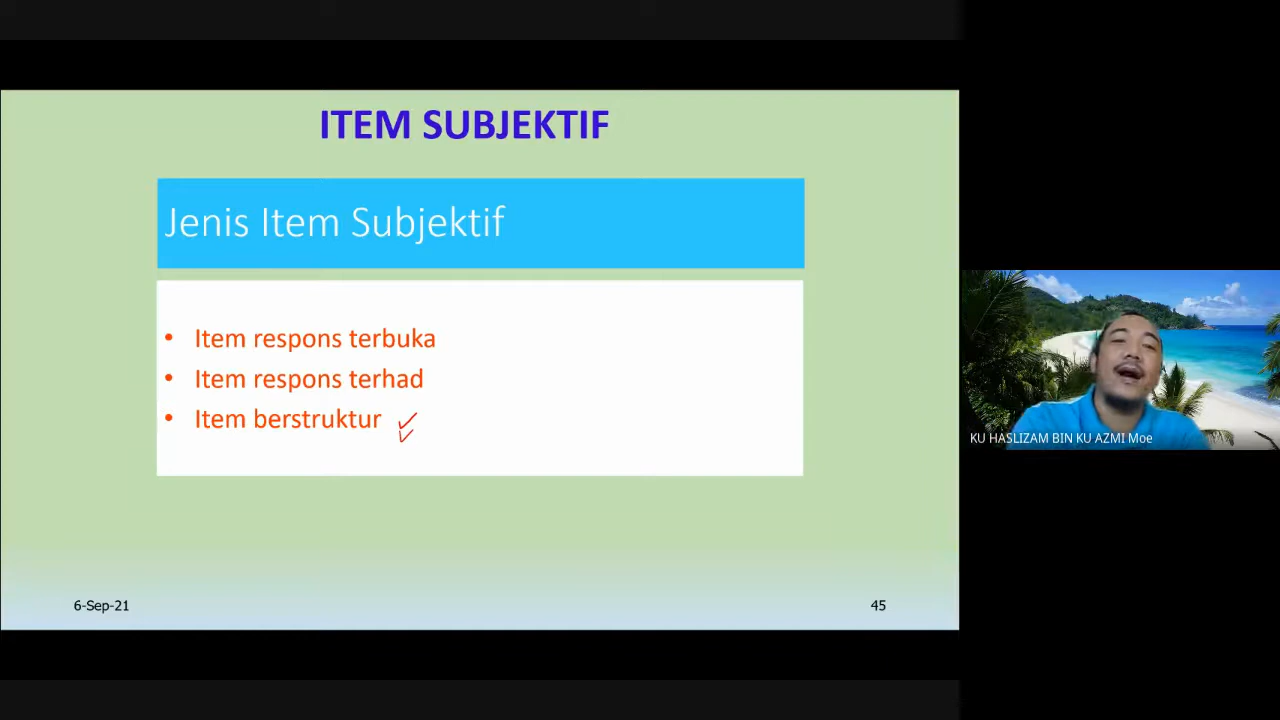 ITEM SUBJEKTIF
Jenis Item Subjektif
• Item respons terbuka
• Item respons terhad
• Item berstruktur
6-Sep-21
45
KU HASLIZAM BIN KU AZMI Moe